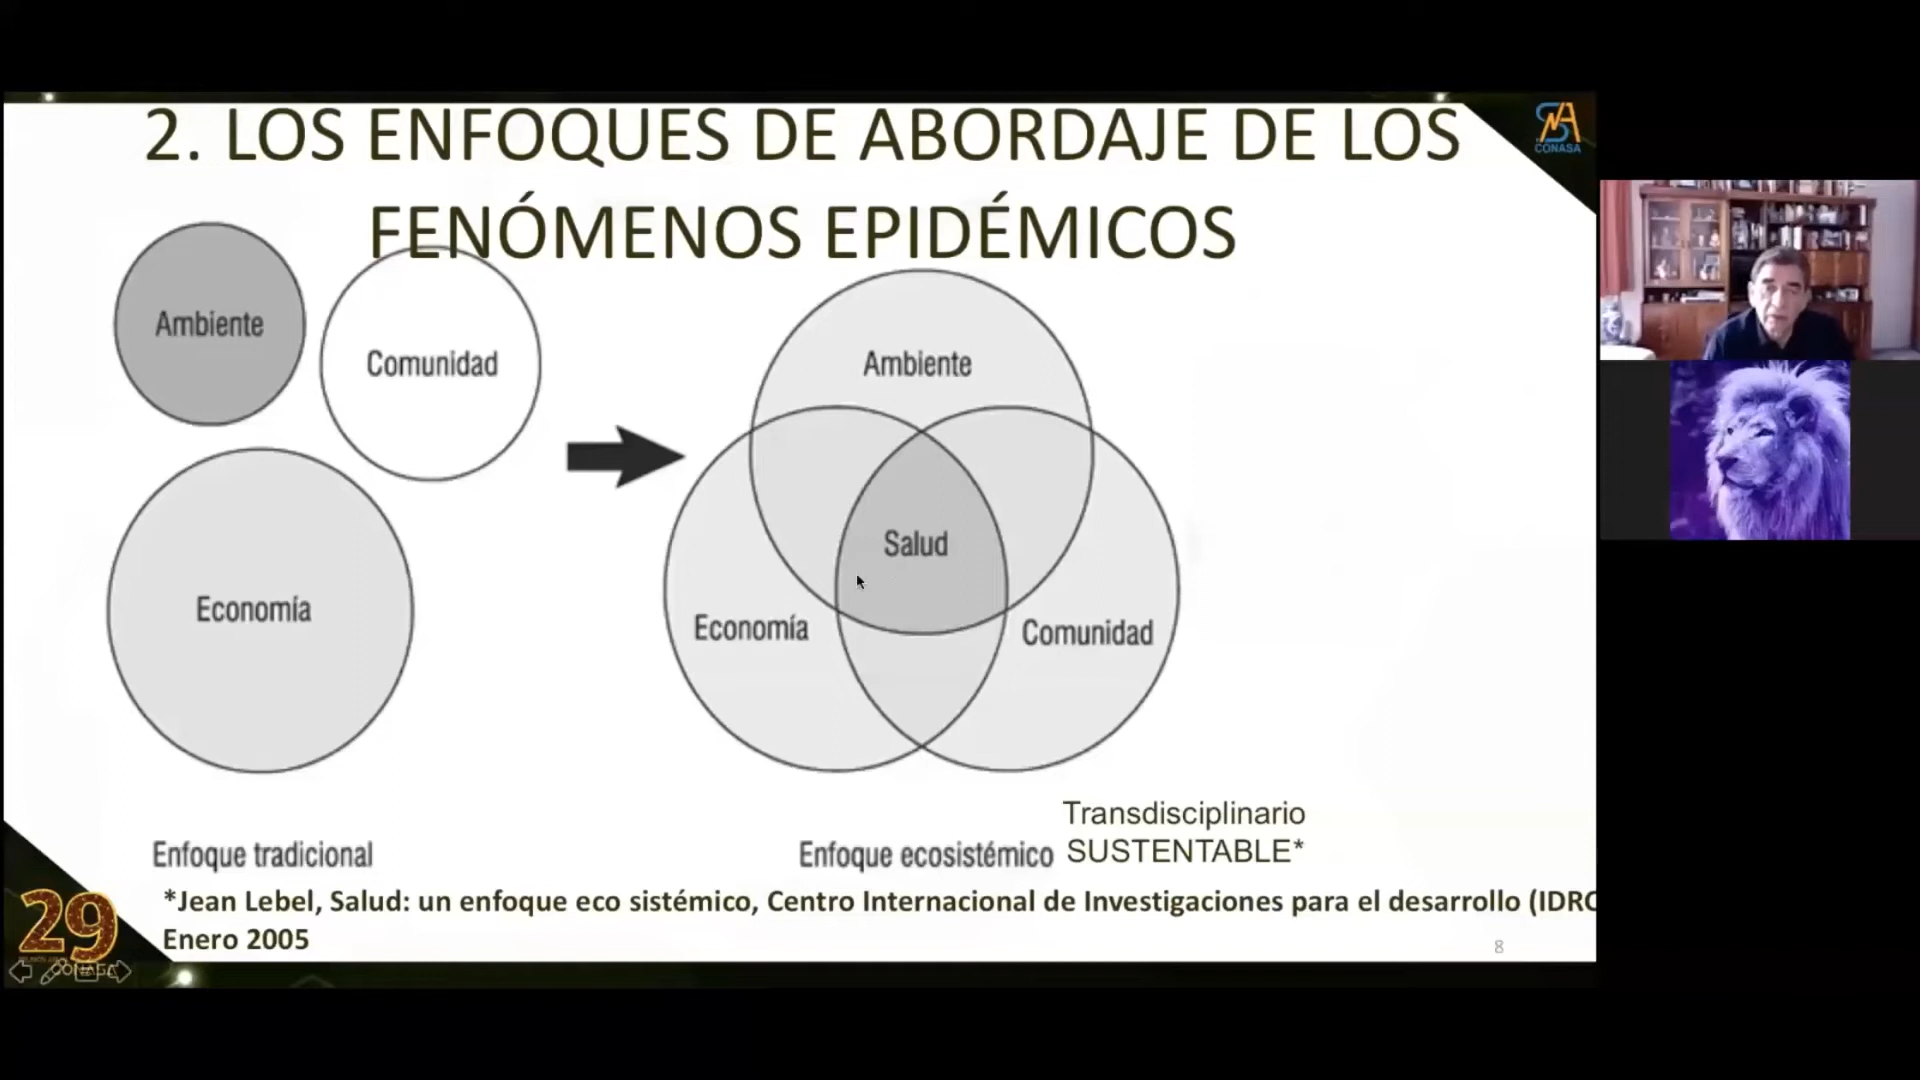 2. LOS ENFOQUES DE ABORDAJE DE LOS
FENÓMENOS EPIDÉMICOS
CONASA
Ambiente
Comunidad
Economía
Ambiente
Salud
Economía
Comunidad
Enfoque tradicional
Enfoque ecosistémico
Transdisciplinario
SUSTENTABLE*
*Jean Lebel, Salud: un enfoque eco sistémico, Centro Internacional de Investigaciones para el desarrollo (IDRC
Enero 2005
29
CONASA
8